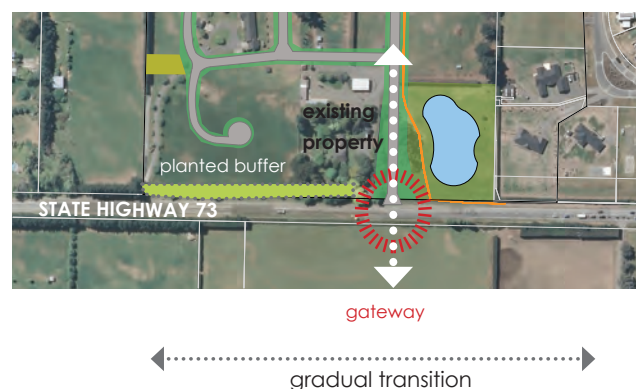 existing
property
planted buffer
STATE HIGHWAY 73
gateway
gradual transition